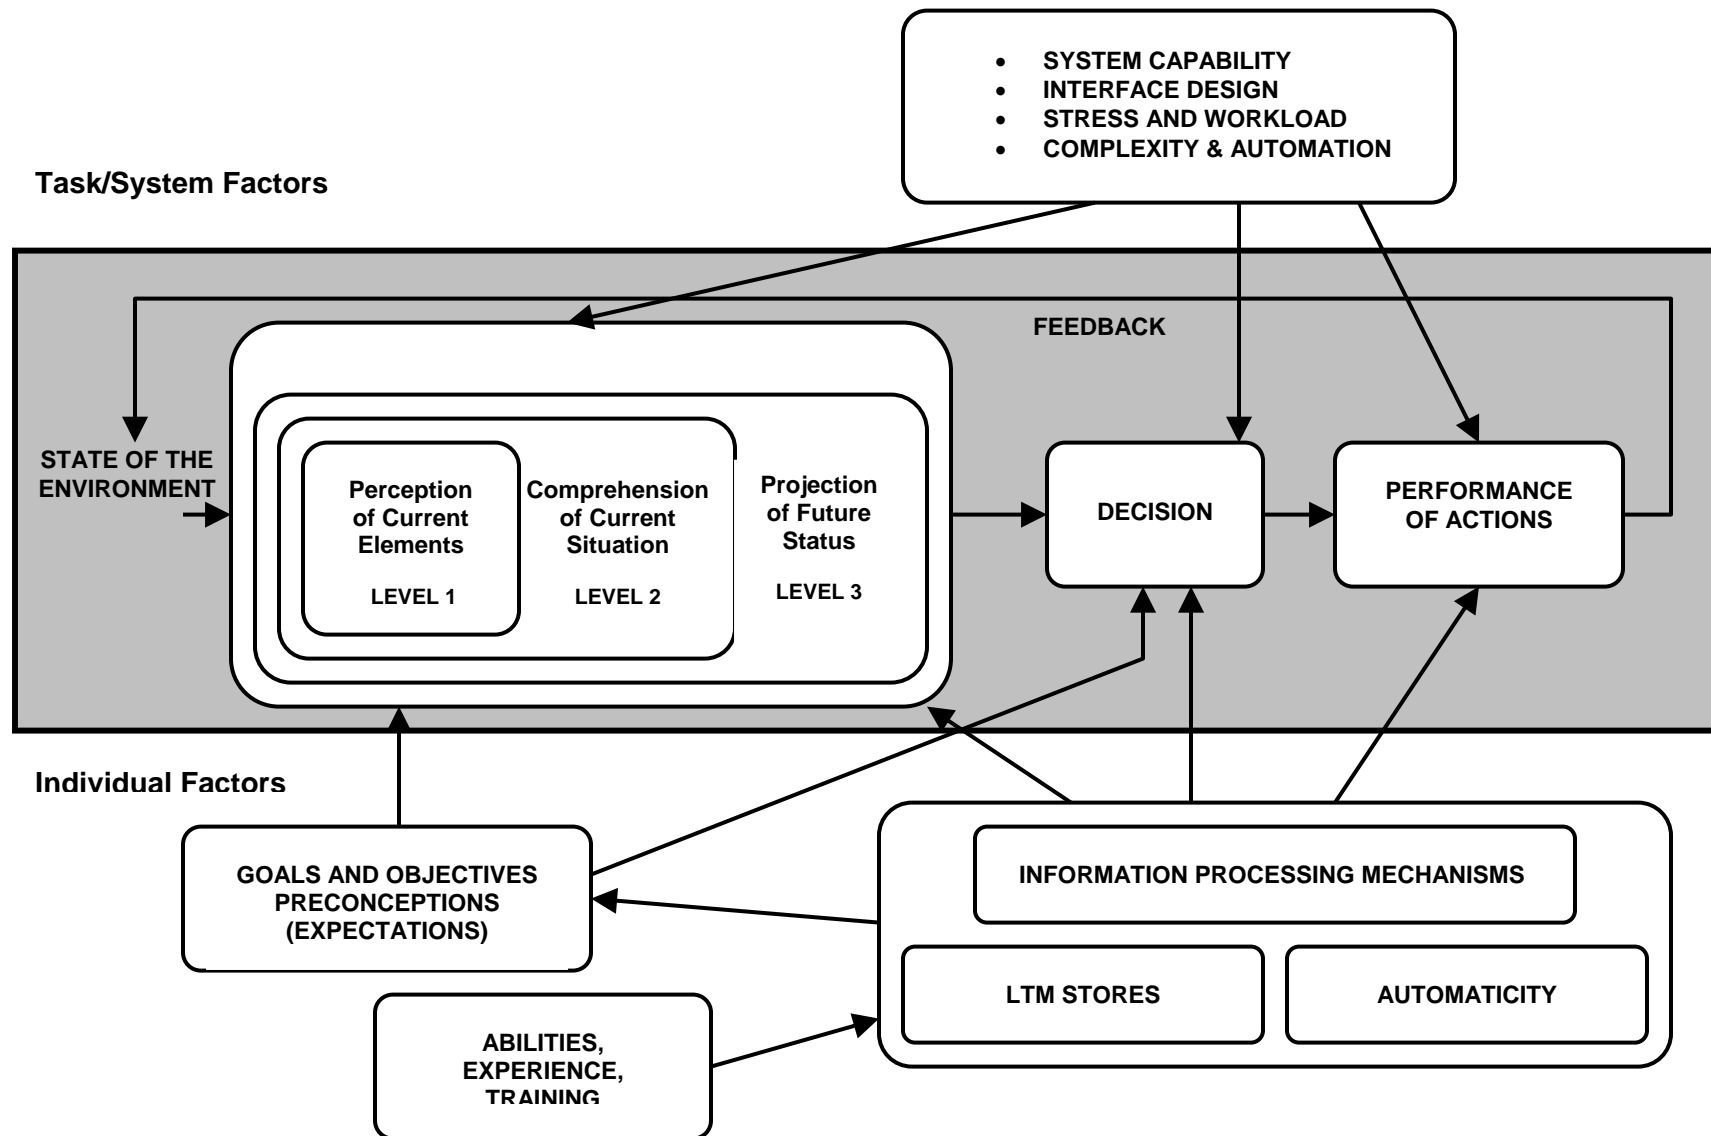 • SYSTEM CAPABILITY
• INTERFACE DESIGN
• STRESS AND WORKLOAD
• COMPLEXITY & AUTOMATION
Task/System Factors
FEEDBACK
STATE OF THE
ENVIRONMENT
Perception
of Current
Elements
LEVEL 1
Comprehension
of Current
Situation
LEVEL 2
Projection
of Future
Status
LEVEL 3
DECISION
PERFORMANCE
OF ACTIONS
Individual Factors
GOALS AND OBJECTIVES
PRECONCEPTIONS
(EXPECTATIONS)
INFORMATION PROCESSING MECHANISMS
LTM STORES
AUTOMATICITY
ABILITIES,
EXPERIENCE,
TRAINING